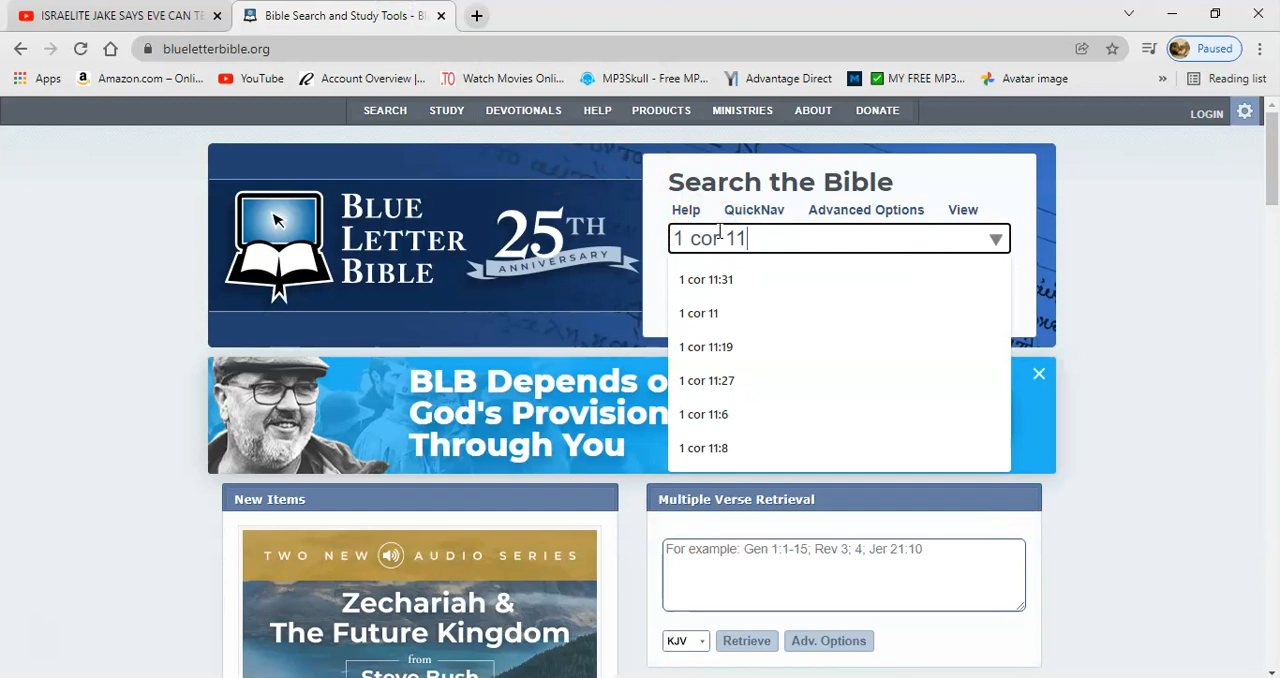 ISRAELITE JAKE SAYS EVE CAN TE
Bible Search and Study Tools - Bl
blueletterbible.org
Paused
Apps
Amazon.com – Onli...
YouTube
Account Overview |...
Watch Movies Onli...
MP3Skull - Free MP...
Advantage Direct
MY FREE MP3...
Avatar image
»
Reading list
SEARCH
STUDY
DEVOTIONALS
HELP
PRODUCTS
MINISTRIES
ABOUT
DONATE
LOGIN
BLUE
LETTER
BIBLE
25TH
ANNIVERSARY
Search the Bible
Help
QuickNav
Advanced Options
View
1 cor 11
1 cor 11:31
1 cor 11
1 cor 11:19
1 cor 11:27
1 cor 11:6
1 cor 11:8
BLB Depends o
God's Provision
Through You
New Items
TWO NEW AUDIO SERIES
Zechariah &
The Future Kingdom
from
Steve Bush
Multiple Verse Retrieval
For example: Gen 1:1-15; Rev 3; 4; Jer 21:10
KJV
Retrieve
Adv. Options